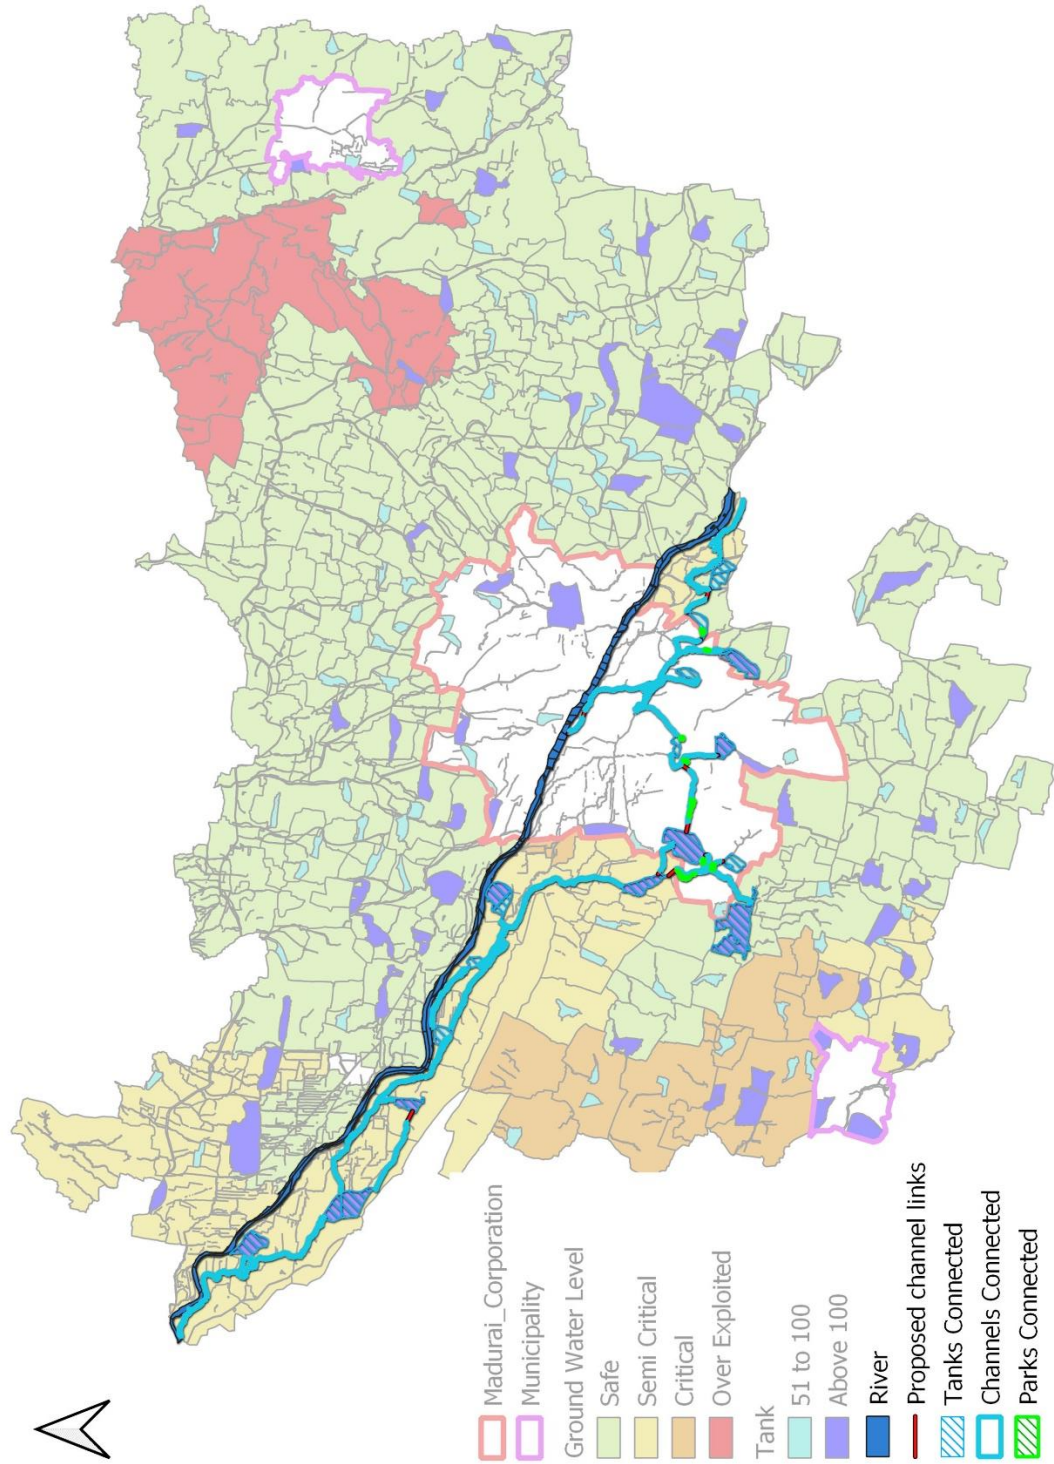 Madurai_Corporation
Municipality
Ground Water Level
Safe
Semi Critical
Critical
Over Exploited
Tank
51 to 100
Above 100
River
Proposed channel links
Tanks Connected
Channels Connected
Parks Connected